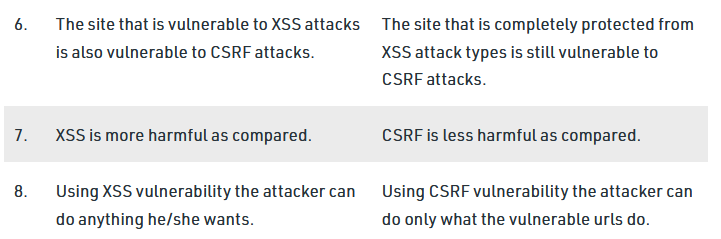 6. The site that is vulnerable to XSS attacks is also vulnerable to CSRF attacks. The site that is completely protected from XSS attack types is still vulnerable to CSRF attacks.
7. XSS is more harmful as compared. CSRF is less harmful as compared.
8. Using XSS vulnerability the attacker can do anything he/she wants. Using CSRF vulnerability the attacker can do only what the vulnerable urls do.